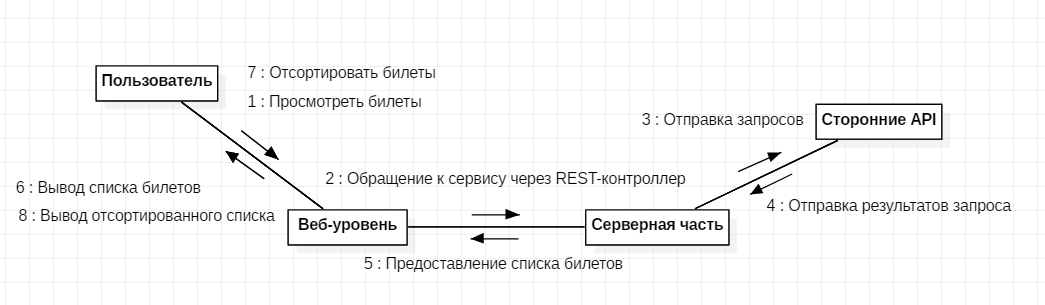 Пользователь
7 : Отсортировать билеты
1 : Просмотреть билеты
3 : Отправка запросов
Сторонние API
6 : Вывод списка билетов
8 : Вывод отсортированного списка
2 : Обращение к сервису через REST-контроллер
4 : Отправка результатов запроса
Веб-уровень
Серверная часть
5 : Предоставление списка билетов